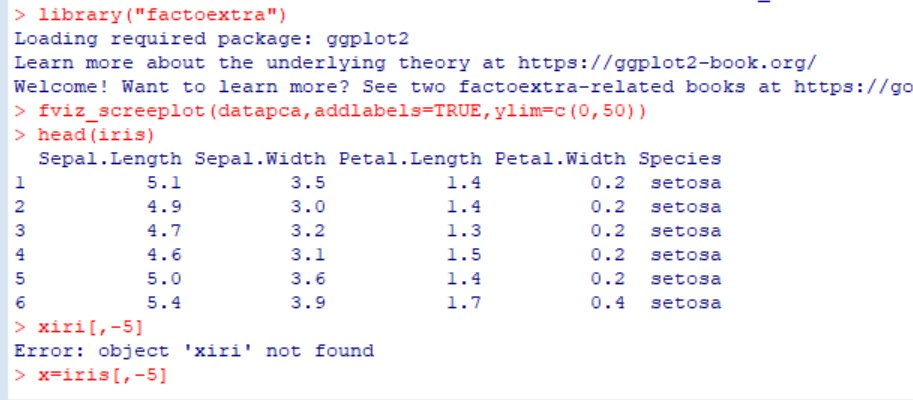 > library("factoextra")
Loading required package: ggplot2
Learn more about the underlying theory at https://ggplot2-book.org/
Welcome! Want to learn more? See two factoextra-related books at https://go
> fviz_screeplot(datapca,addlabels=TRUE,ylim=c(0,50))
> head(iris)
  Sepal.Length Sepal.Width Petal.Length Petal.Width Species
1          5.1         3.5          1.4         0.2  setosa
2          4.9         3.0          1.4         0.2  setosa
3          4.7         3.2          1.3         0.2  setosa
4          4.6         3.1          1.5         0.2  setosa
5          5.0         3.6          1.4         0.2  setosa
6          5.4         3.9          1.7         0.4  setosa
> xiri[,-5]
Error: object 'xiri' not found
> x=iris[,-5]